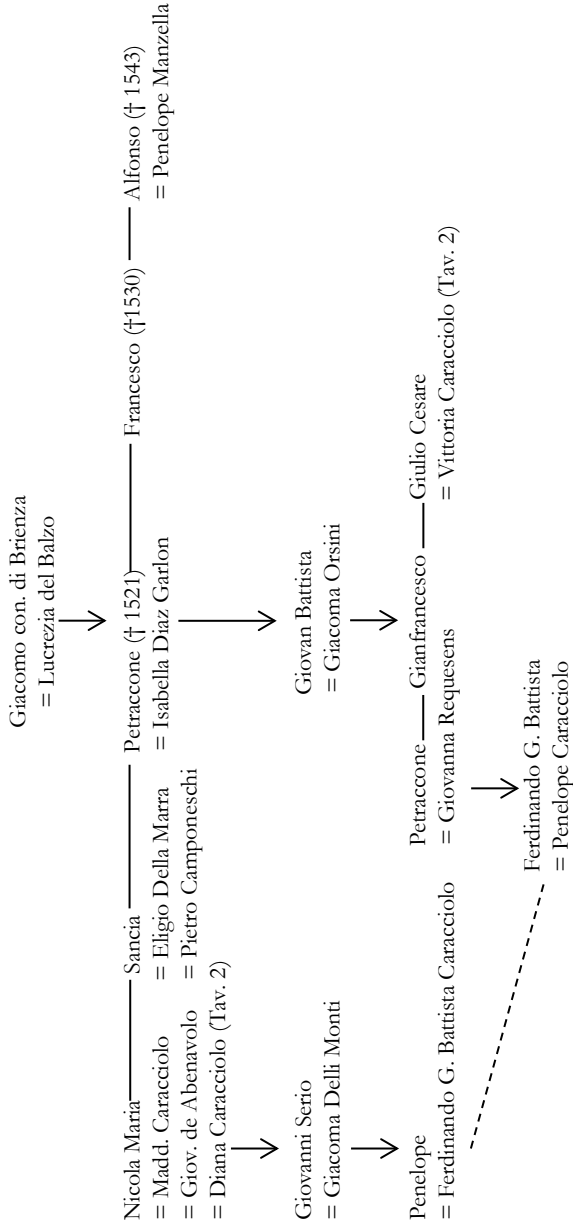 Giacomo con. di Brienza
= Lucrezia del Balzo
Nicola Maria
= Madd. Caracciolo
= Giov. de Abenavolo
= Diana Caracciolo (Tav. 2)
Sancia
= Eligio Della Marra
= Pietro Camponeschi
Petraccone († 1521)
= Isabella Diaz Garlon
Francesco (†1530)
Alfonso († 1543)
= Penelope Manzella
Giovanni Serio
= Giacoma Delli Monti
Giovan Battista
= Giacoma Orsini
Penelope
= Ferdinando G. Battista Caracciolo
Petraccone
= Giovanna Requesens
Gianfrancesco
Giulio Cesare
= Vittoria Caracciolo (Tav. 2)
Ferdinando G. Battista
= Penelope Caracciolo